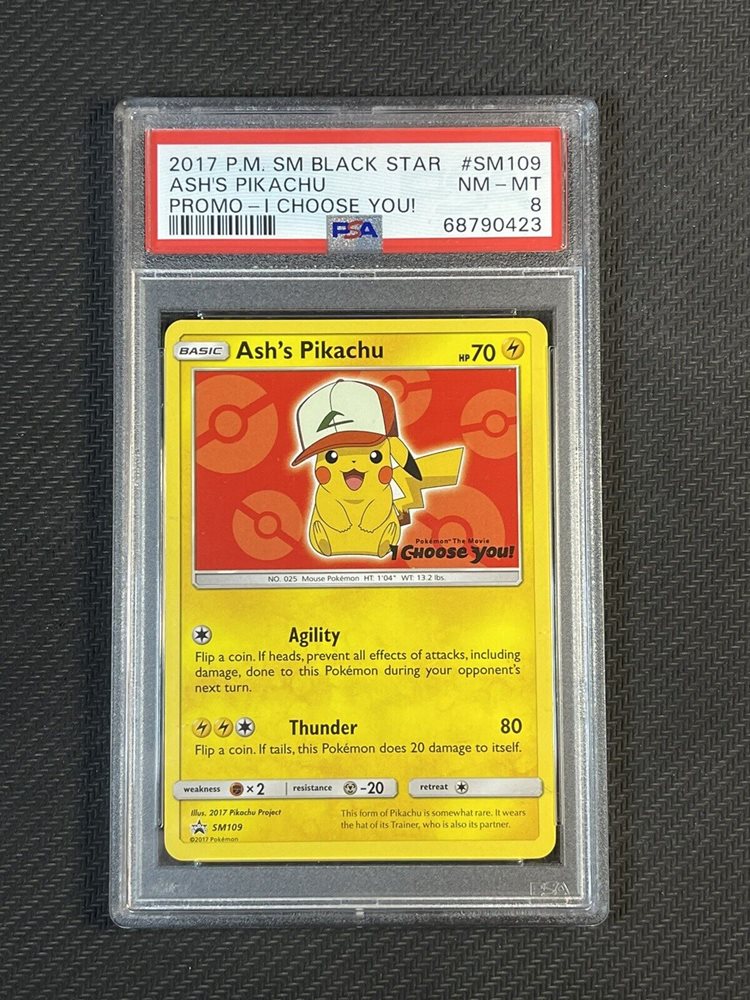 2017 P.M. SM BLACK STAR #SM109
ASH'S PIKACHU NM-MT
PROMO-I CHOOSE YOU! 8
PSA 68790423
BASIC Ash's Pikachu HP 70
Pokémon™ The Movie
I Choose You!
NO. 025 Mouse Pokémon HT: 1'04" WT: 13.2 lbs.
Agility
Flip a coin. If heads, prevent all effects of attacks, including
damage, done to this Pokémon during your opponent's
next turn.
Thunder 80
Flip a coin. If tails, this Pokémon does 20 damage to itself.
weakness ×2 resistance -20 retreat
Illus. 2017 Pikachu Project
SM109
©2017 Pokémon
This form of Pikachu is somewhat rare. It wears
the hat of its Trainer, who is also its partner.
PSA